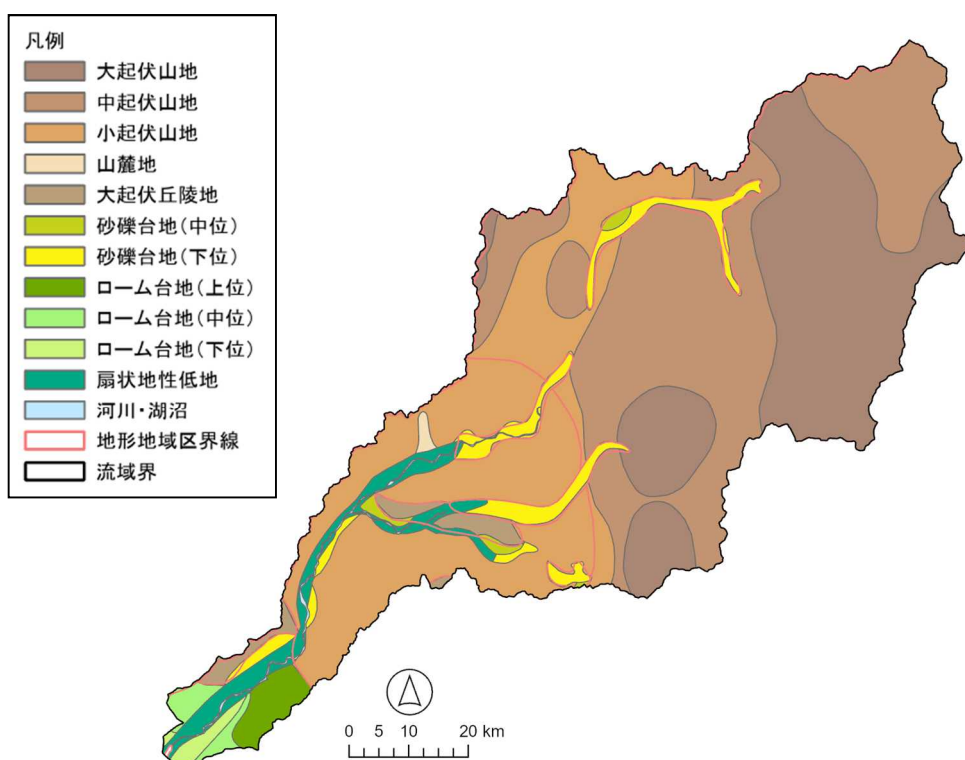 凡例
大起伏山地
中起伏山地
小起伏山地
山麓地
大起伏丘陵地
砂礫台地(中位)
砂礫台地(下位)
ローム台地(上位)
ローム台地(中位)
ローム台地(下位)
扇状地性低地
河川・湖沼
地形地域区界線
流域界
0 5 10 20 km